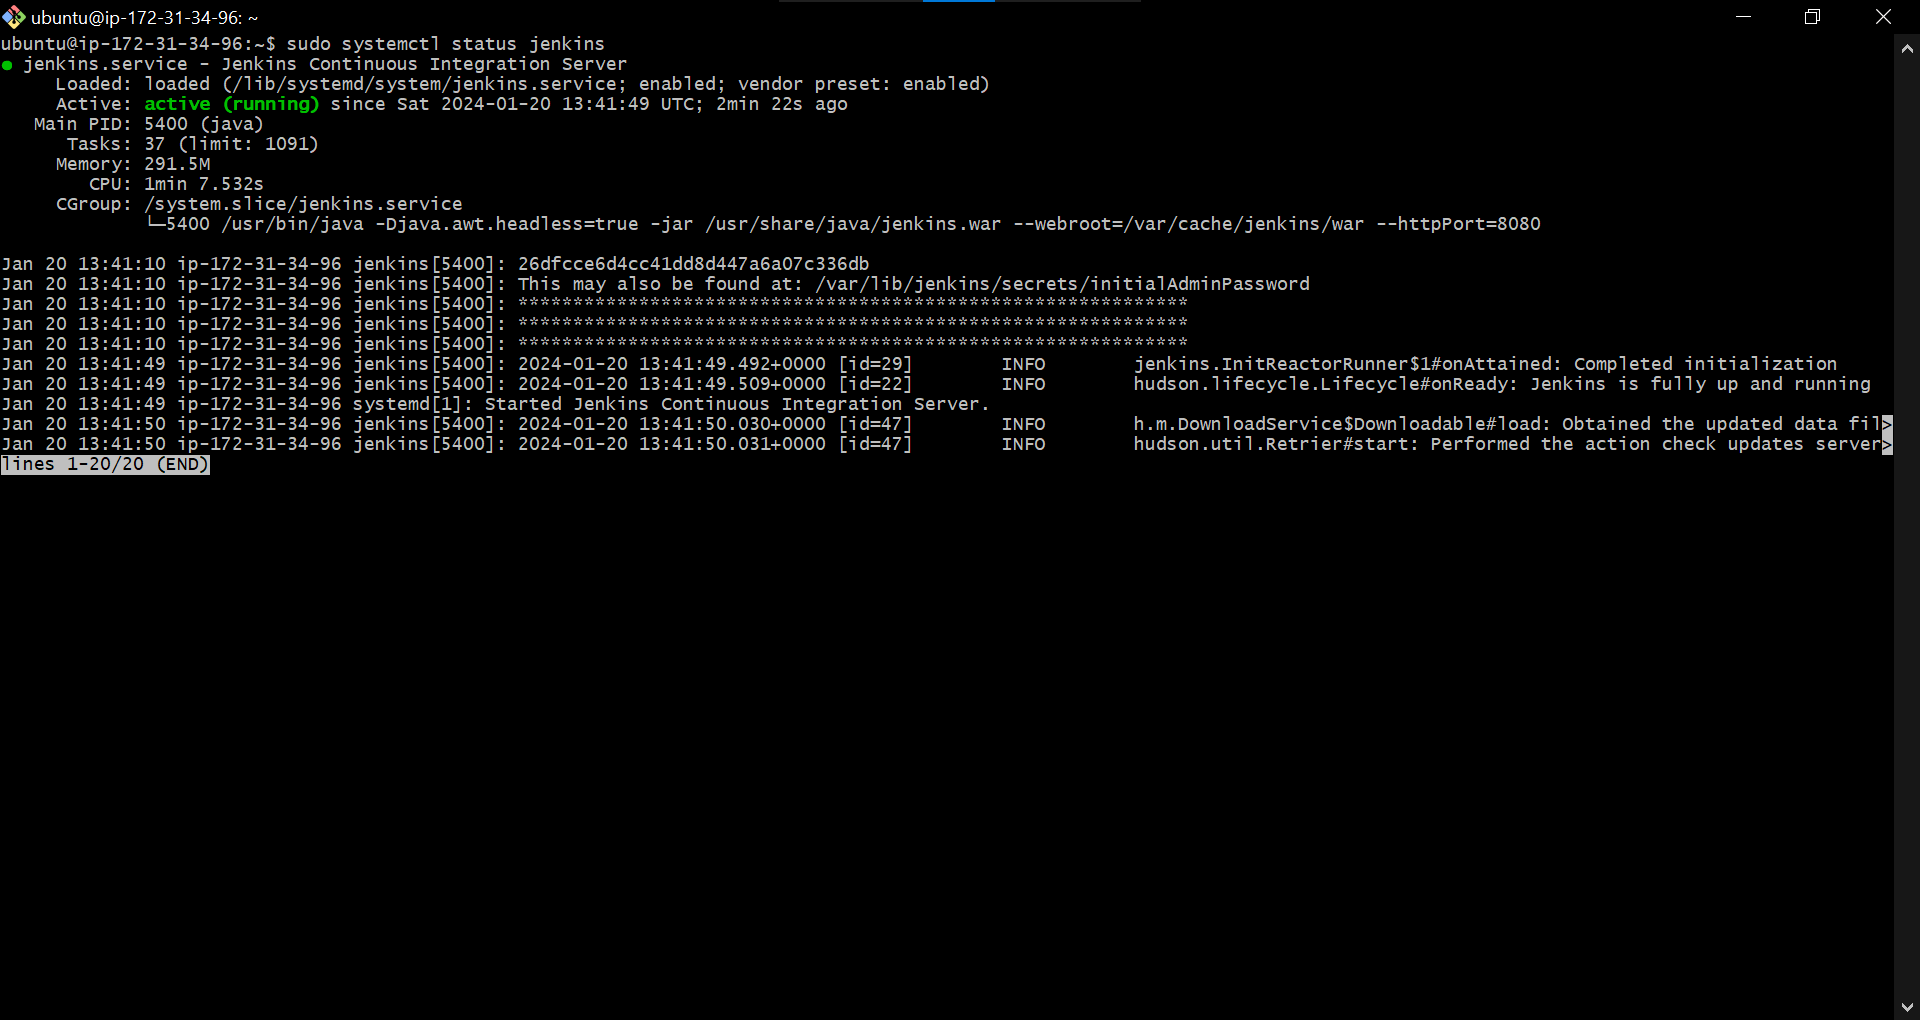 ubuntu@ip-172-31-34-96: ~
ubuntu@ip-172-31-34-96:~$ sudo systemctl status jenkins
● jenkins.service - Jenkins Continuous Integration Server
     Loaded: loaded (/lib/systemd/system/jenkins.service; enabled; vendor preset: enabled)
     Active: active (running) since Sat 2024-01-20 13:41:49 UTC; 2min 22s ago
   Main PID: 5400 (java)
      Tasks: 37 (limit: 1091)
     Memory: 291.5M
        CPU: 1min 7.532s
     CGroup: /system.slice/jenkins.service
             └─5400 /usr/bin/java -Djava.awt.headless=true -jar /usr/share/java/jenkins.war --webroot=/var/cache/jenkins/war --httpPort=8080
Jan 20 13:41:10 ip-172-31-34-96 jenkins[5400]: 26dfcce6d4cc41dd8d447a6a07c336db
Jan 20 13:41:10 ip-172-31-34-96 jenkins[5400]: This may also be found at: /var/lib/jenkins/secrets/initialAdminPassword
Jan 20 13:41:10 ip-172-31-34-96 jenkins[5400]: *************************************************************
Jan 20 13:41:10 ip-172-31-34-96 jenkins[5400]: *************************************************************
Jan 20 13:41:10 ip-172-31-34-96 jenkins[5400]: *************************************************************
Jan 20 13:41:49 ip-172-31-34-96 jenkins[5400]: 2024-01-20 13:41:49.492+0000 [id=29]        INFO        jenkins.InitReactorRunner$1#onAttained: Completed initialization
Jan 20 13:41:49 ip-172-31-34-96 jenkins[5400]: 2024-01-20 13:41:49.509+0000 [id=22]        INFO        hudson.lifecycle.Lifecycle#onReady: Jenkins is fully up and running
Jan 20 13:41:49 ip-172-31-34-96 systemd[1]: Started Jenkins Continuous Integration Server.
Jan 20 13:41:50 ip-172-31-34-96 jenkins[5400]: 2024-01-20 13:41:50.030+0000 [id=47]        INFO        h.m.DownloadService$Downloadable#load: Obtained the updated data fil>
Jan 20 13:41:50 ip-172-31-34-96 jenkins[5400]: 2024-01-20 13:41:50.031+0000 [id=47]        INFO        hudson.util.Retrier#start: Performed the action check updates server>
lines 1-20/20 (END)